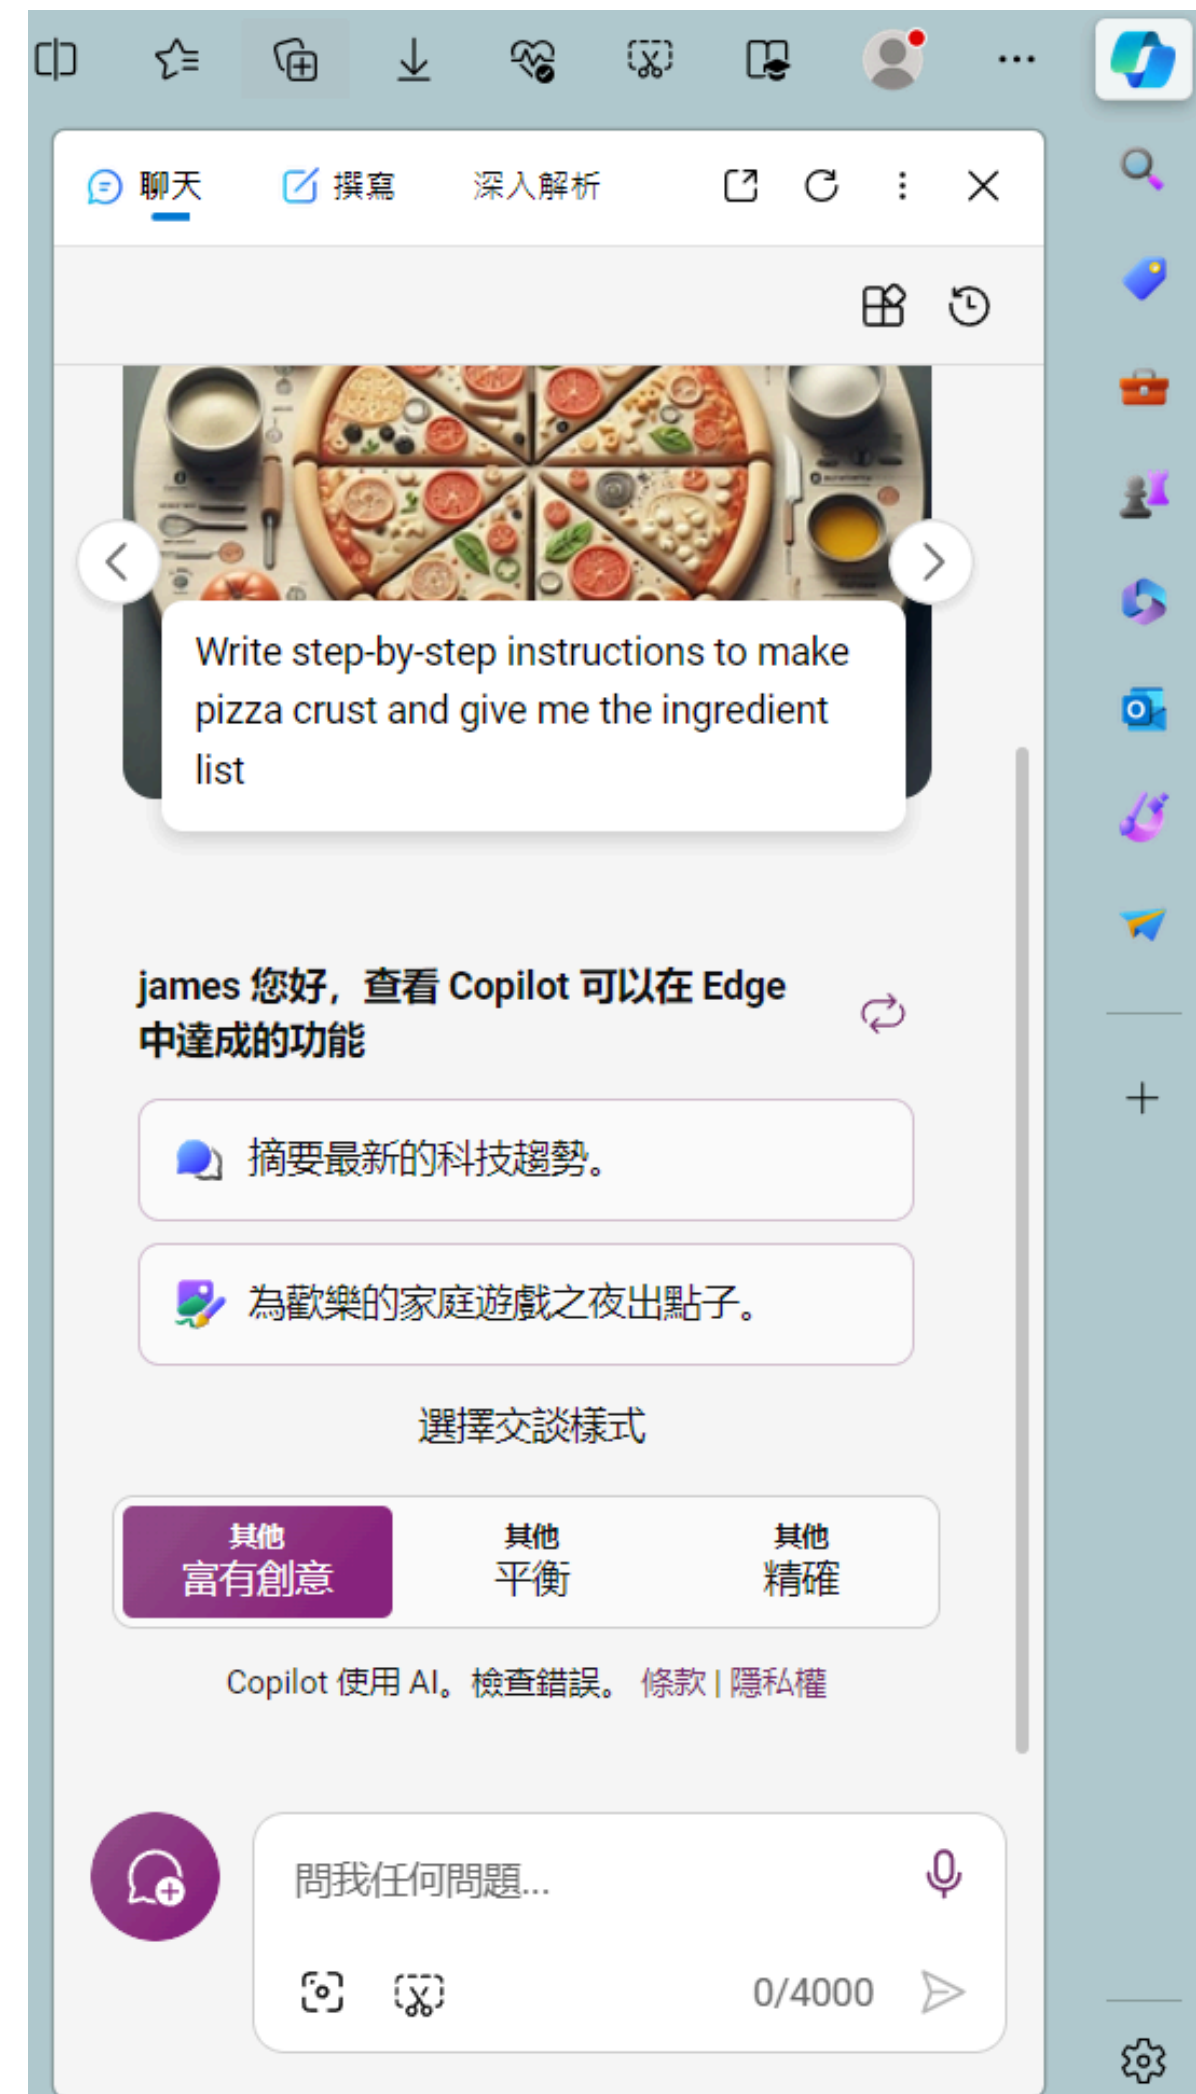 聊天 撰寫 深入解析
Write step-by-step instructions to make
pizza crust and give me the ingredient
list
james 您好，查看 Copilot 可以在 Edge
中達成的功能
摘要最新的科技趨勢。
為歡樂的家庭遊戲之夜出點子。
選擇交談樣式
其他 其他 其他
富有創意 平衡 精確
Copilot 使用 AI。檢查錯誤。 條款 | 隱私權
問我任何問題...
0/4000